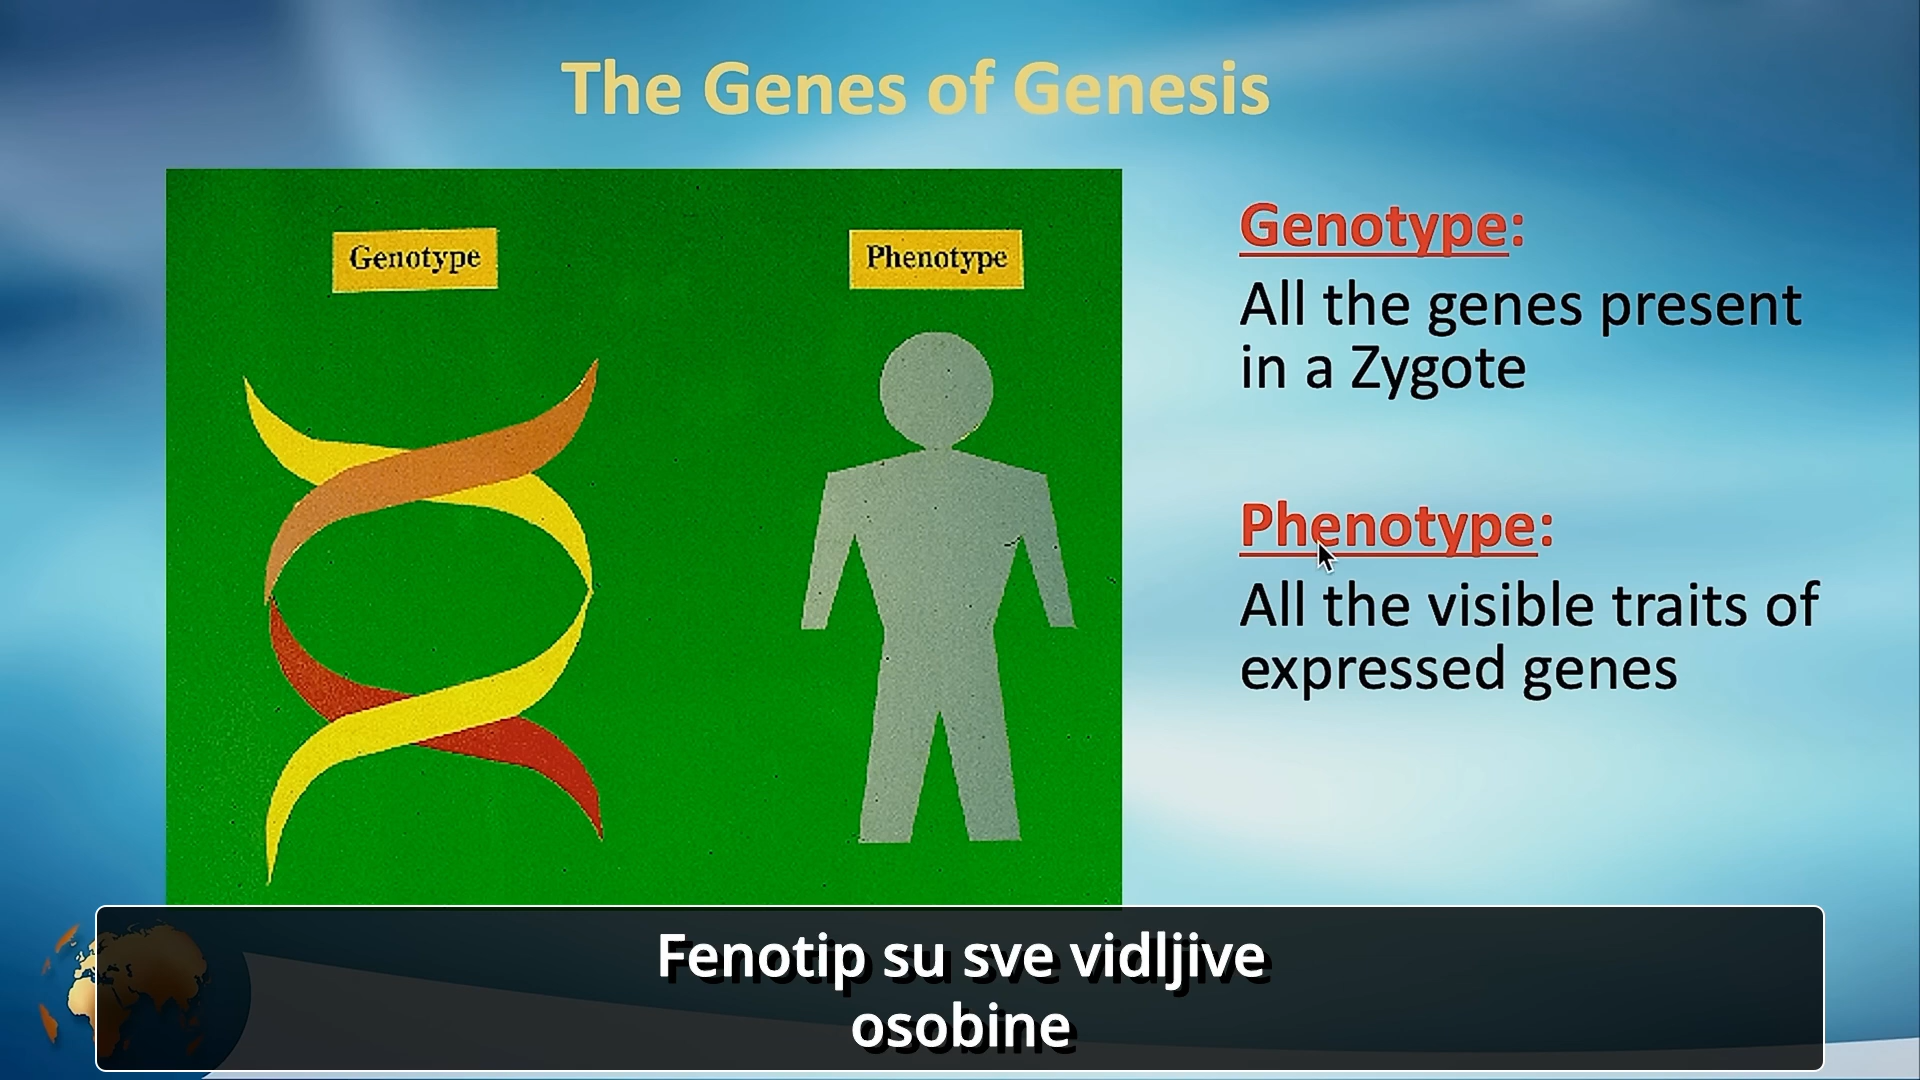 The Genes of Genesis
Genotype
Phenotype
Genotype:
All the genes present
in a Zygote
Phenotype:
All the visible traits of
expressed genes
Fenotip su sve vidljive
osobine